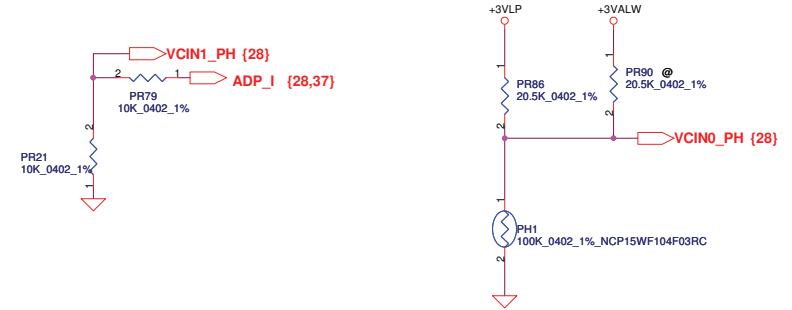 VCIN1_PH {28}
2
1
ADP_I {28,37}
PR79
10K_0402_1%
2
PR21
10K_0402_1%
1
+3VLP
+3VALW
1
1
PR86
20.5K_0402_1%
PR90 @
20.5K_0402_1%
2
2
VCIN0_PH {28}
1
PH1
100K_0402_1%_NCP15WF104F03RC
2